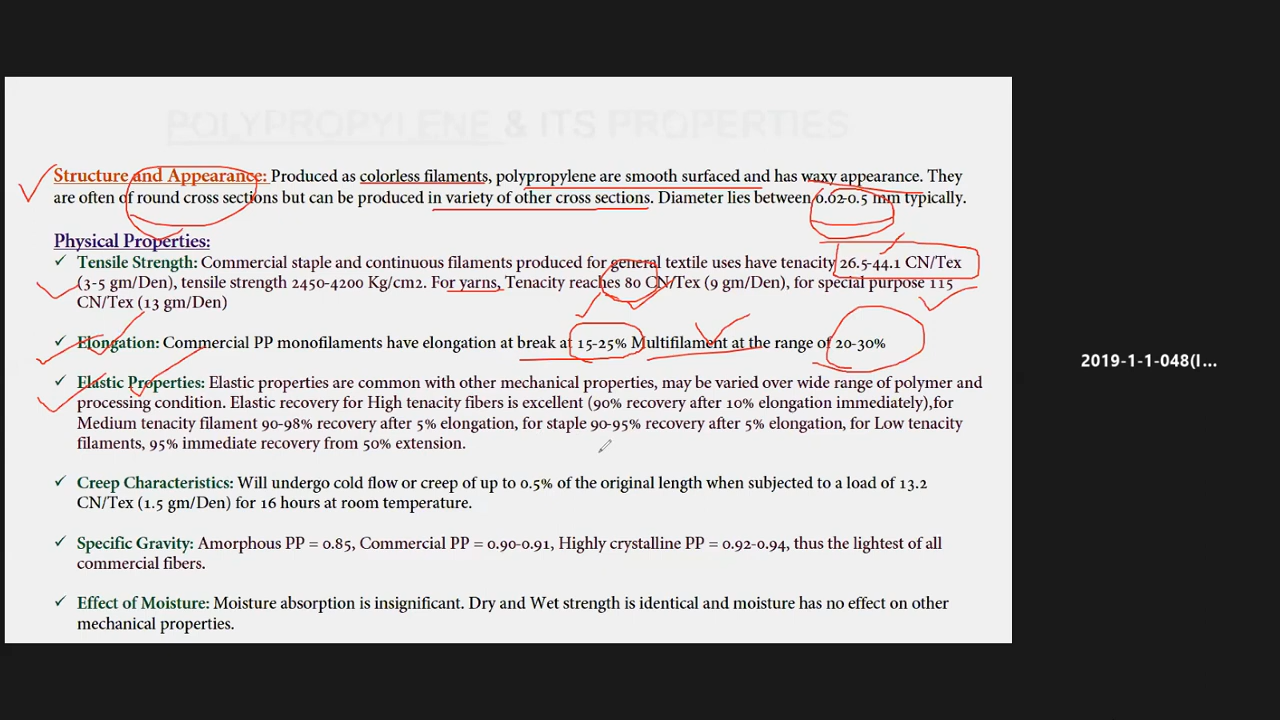 POLYPROPYLENE & ITS PROPERTIES
Structure and Appearance: Produced as colorless filaments, polypropylene are smooth surfaced and has waxy appearance. They
are often of round cross sections but can be produced in variety of other cross sections. Diameter lies between 0.02-0.5 mm typically.
Physical Properties:
✓ Tensile Strength: Commercial staple and continuous filaments produced for general textile uses have tenacity 26.5-44.1 CN/Tex
(3-5 gm/Den), tensile strength 2450-4200 Kg/cm2. For yarns, Tenacity reaches 80 CN/Tex (9 gm/Den), for special purpose 115
CN/Tex (13 gm/Den)
✓ Elongation: Commercial PP monofilaments have elongation at break at 15-25% Multifilament at the range of 20-30%
✓ Elastic Properties: Elastic properties are common with other mechanical properties, may be varied over wide range of polymer and
processing condition. Elastic recovery for High tenacity fibers is excellent (90% recovery after 10% elongation immediately),for
Medium tenacity filament 90-98% recovery after 5% elongation, for staple 90-95% recovery after 5% elongation, for Low tenacity
filaments, 95% immediate recovery from 50% extension.
✓ Creep Characteristics: Will undergo cold flow or creep of up to 0.5% of the original length when subjected to a load of 13.2
CN/Tex (1.5 gm/Den) for 16 hours at room temperature.
✓ Specific Gravity: Amorphous PP = 0.85, Commercial PP = 0.90-0.91, Highly crystalline PP = 0.92-0.94, thus the lightest of all
commercial fibers.
✓ Effect of Moisture: Moisture absorption is insignificant. Dry and Wet strength is identical and moisture has no effect on other
mechanical properties.
2019-1-1-048(I...